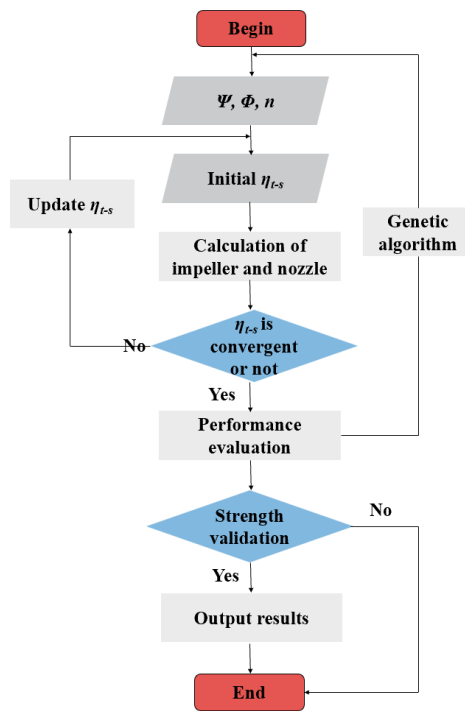 Begin
Ψ, Φ, n
Initial ηt-s
Update ηt-s
Genetic
algorithm
Calculation of
impeller and nozzle
ηt-s is
convergent
or not
No
Yes
Performance
evaluation
Strength
validation
No
Yes
Output results
End